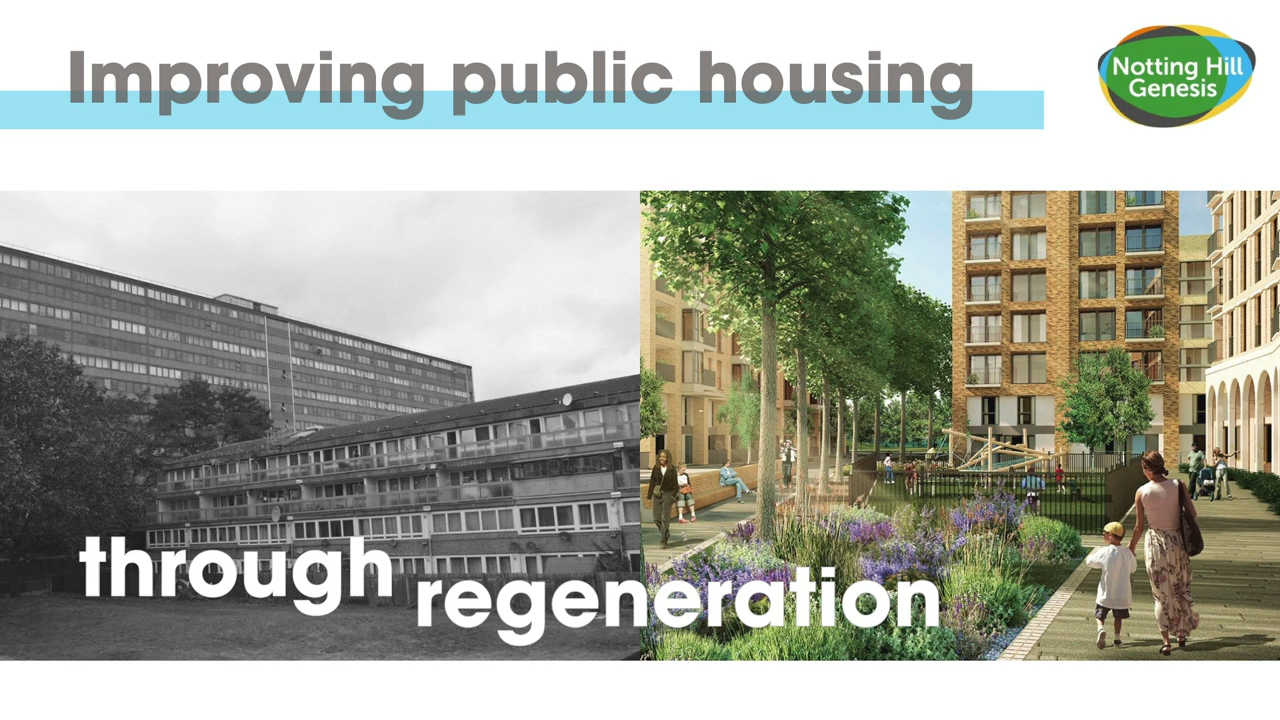 Improving public housing
Notting Hill
Genesis
through regeneration